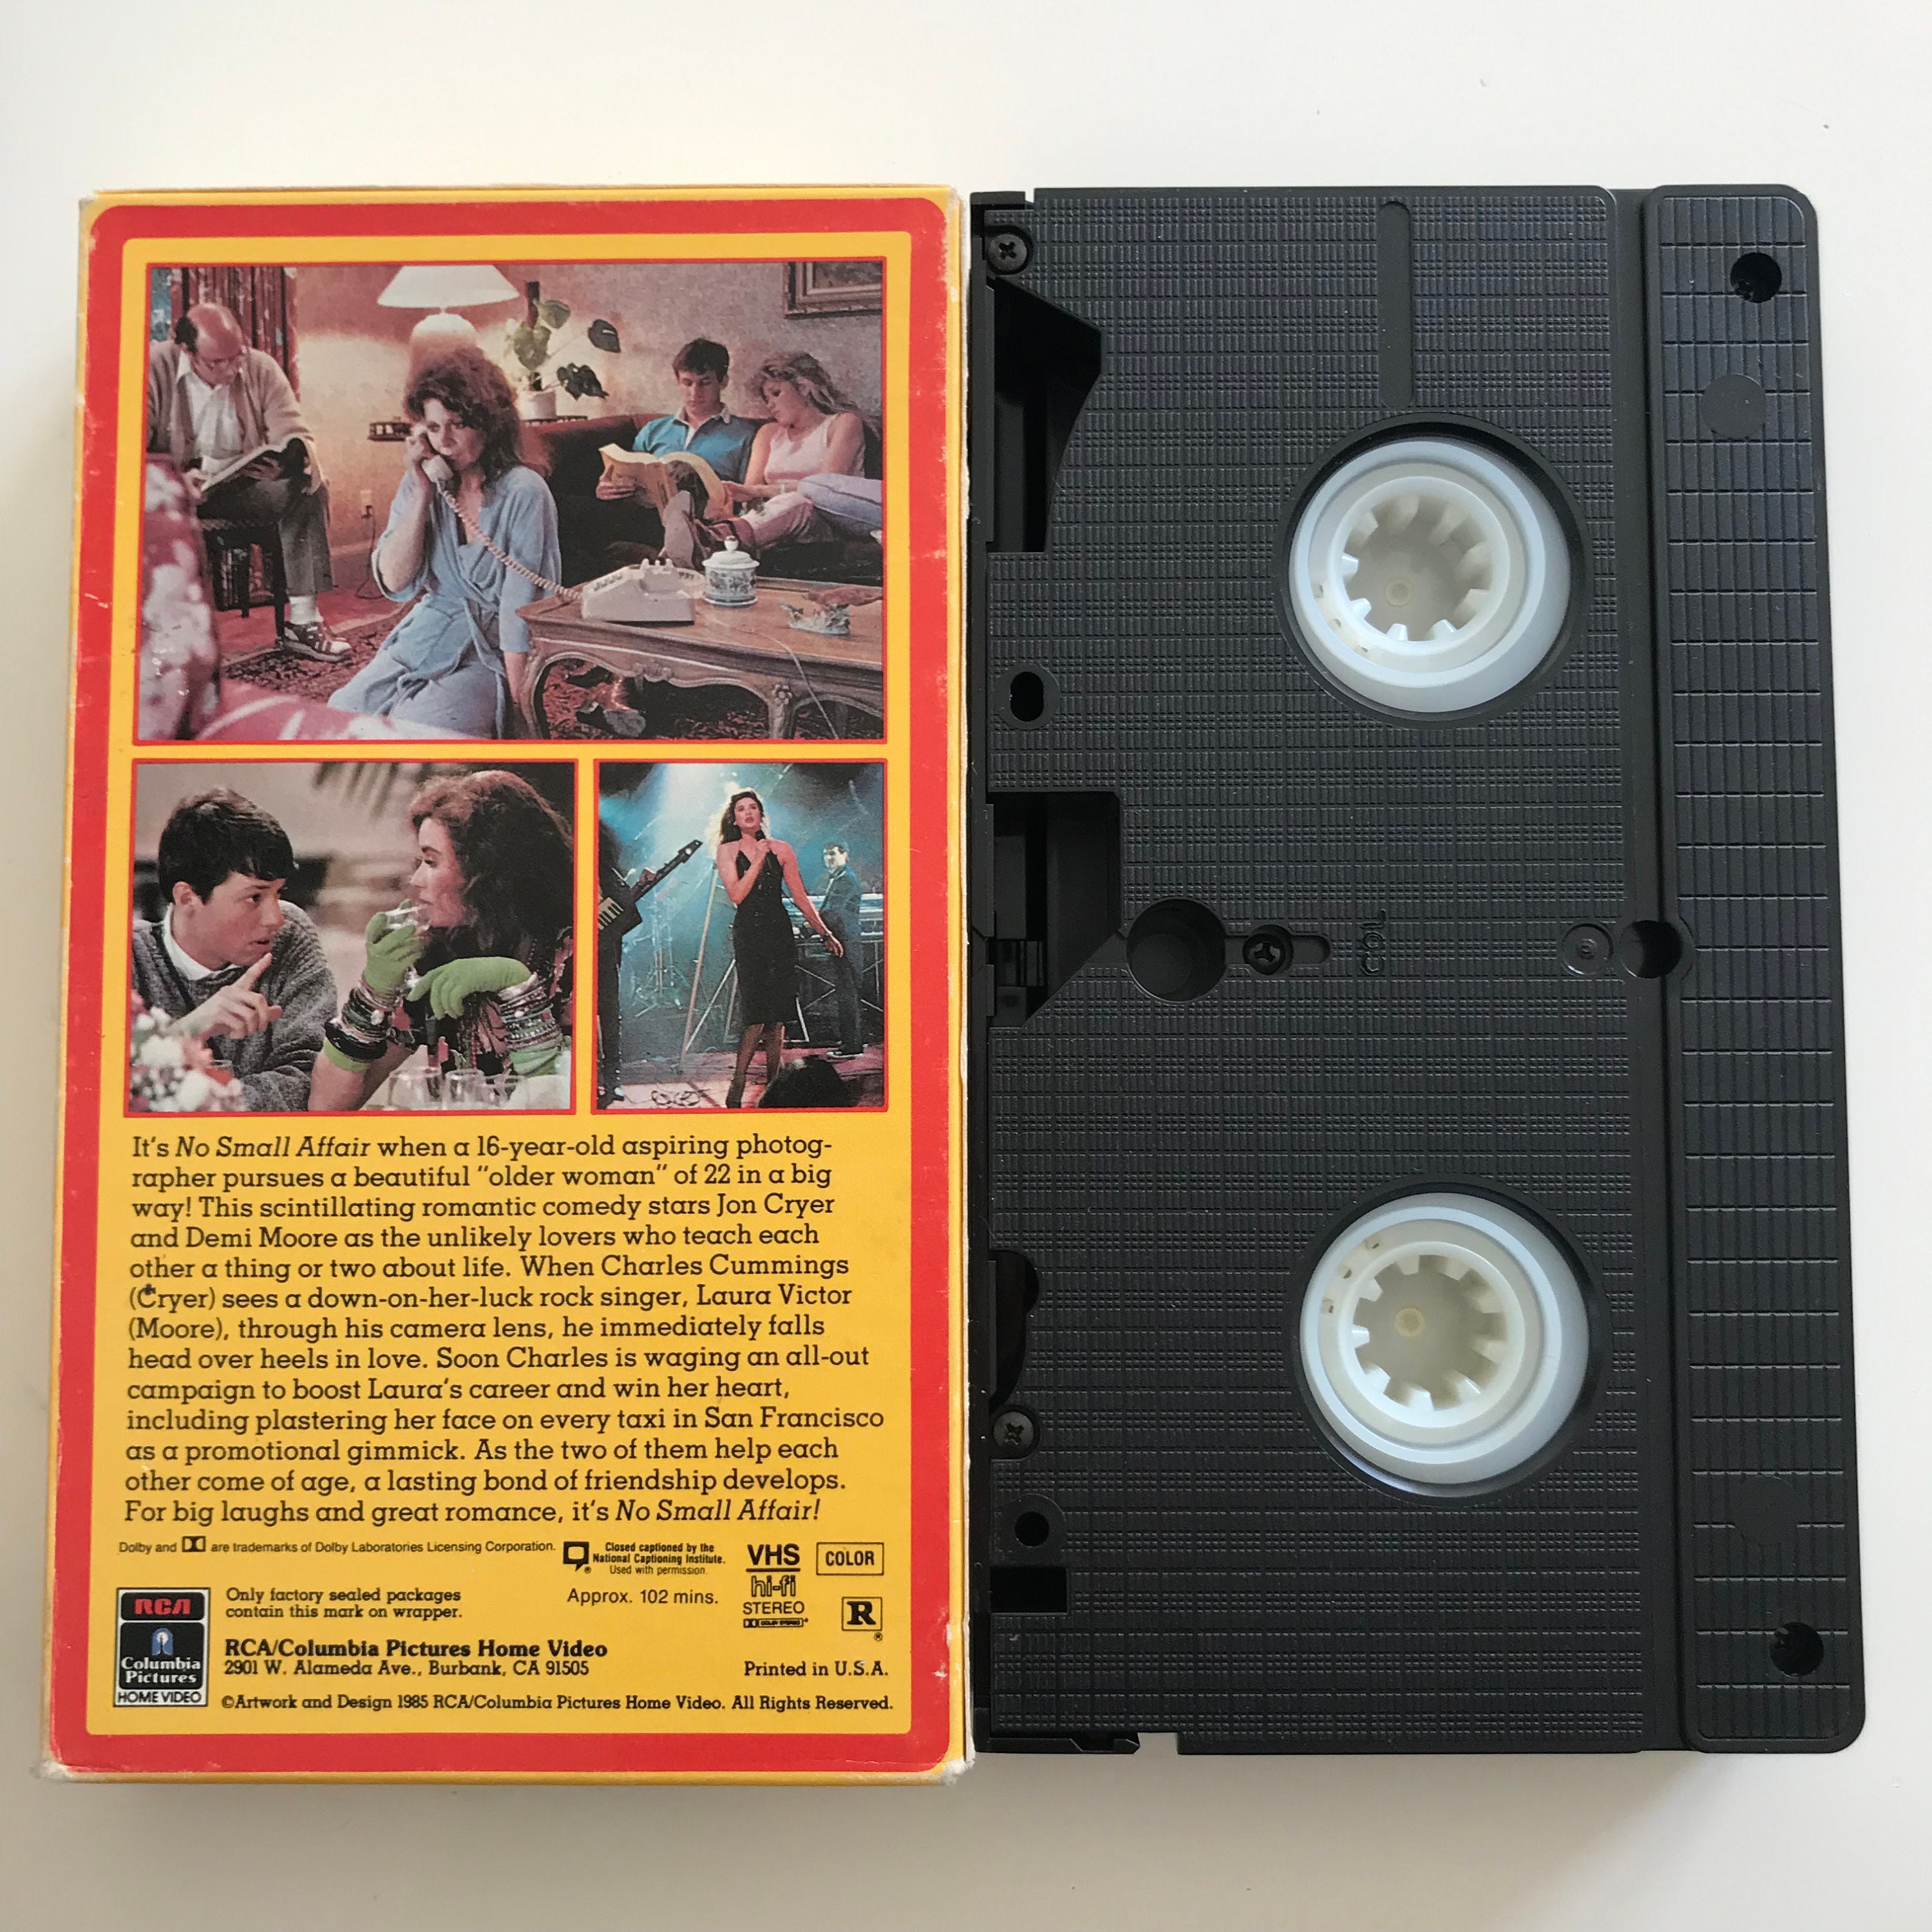 It's No Small Affair when a 16-year-old aspiring photog-
rapher pursues a beautiful "older woman" of 22 in a big
way! This scintillating romantic comedy stars Jon Cryer
and Demi Moore as the unlikely lovers who teach each
other a thing or two about life. When Charles Cummings
(Cryer) sees a down-on-her-luck rock singer, Laura Victor
(Moore), through his camera lens, he immediately falls
head over heels in love. Soon Charles is waging an all-out
campaign to boost Laura's career and win her heart,
including plastering her face on every taxi in San Francisco
as a promotional gimmick. As the two of them help each
other come of age, a lasting bond of friendship develops.
For big laughs and great romance, it's No Small Affair!
Dolby and are trademarks of Dolby Laboratories Licensing Corporation.
Closed captioned by the
National Captioning Institute.
Used with permission.
VHS
hi-fi
STEREO
DOLBY STEREO
COLOR
R
®
Approx. 102 mins.
RCA
Columbia
Pictures
HOME VIDEO
Only factory sealed packages
contain this mark on wrapper.
RCA/Columbia Pictures Home Video
2901 W. Alameda Ave., Burbank, CA 91505
Printed in U.S.A.
©Artwork and Design 1985 RCA/Columbia Pictures Home Video. All Rights Reserved.